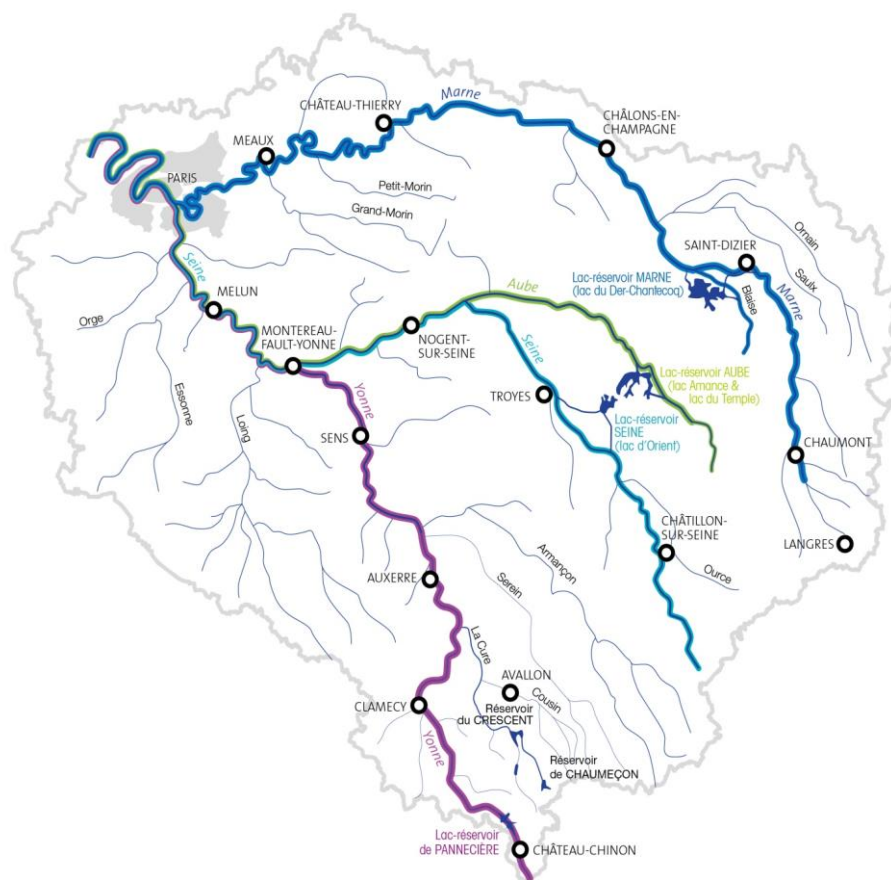 Marne
CHÂTEAU-THIERRY
CHÂLONS-EN-
CHAMPAGNE
MEAUX
PARIS
Petit-Morin
Grand-Morin
Ornain
Saulx
SAINT-DIZIER
Lac-réservoir MARNE
(lac du Der-Chantecoq)
Blaise
Marne
Seine
Aube
MELUN
Orge
MONTEREAU-
FAULT-YONNE
NOGENT-
SUR-SEINE
Seine
Lac-réservoir AUBE
(lac Amance &
lac du Temple)
Essonne
Yonne
TROYES
Lac-réservoir
SEINE
(lac d'Orient)
Loing
SENS
CHAUMONT
CHÂTILLON-
SUR-SEINE
LANGRES
Armançon
Ource
Serein
AUXERRE
La Cure
AVALLON
Cousin
CLAMECY
Réservoir
du CRESCENT
Yonne
Réservoir
de CHAUMEÇON
Lac-réservoir
de PANNECIÈRE
CHÂTEAU-CHINON